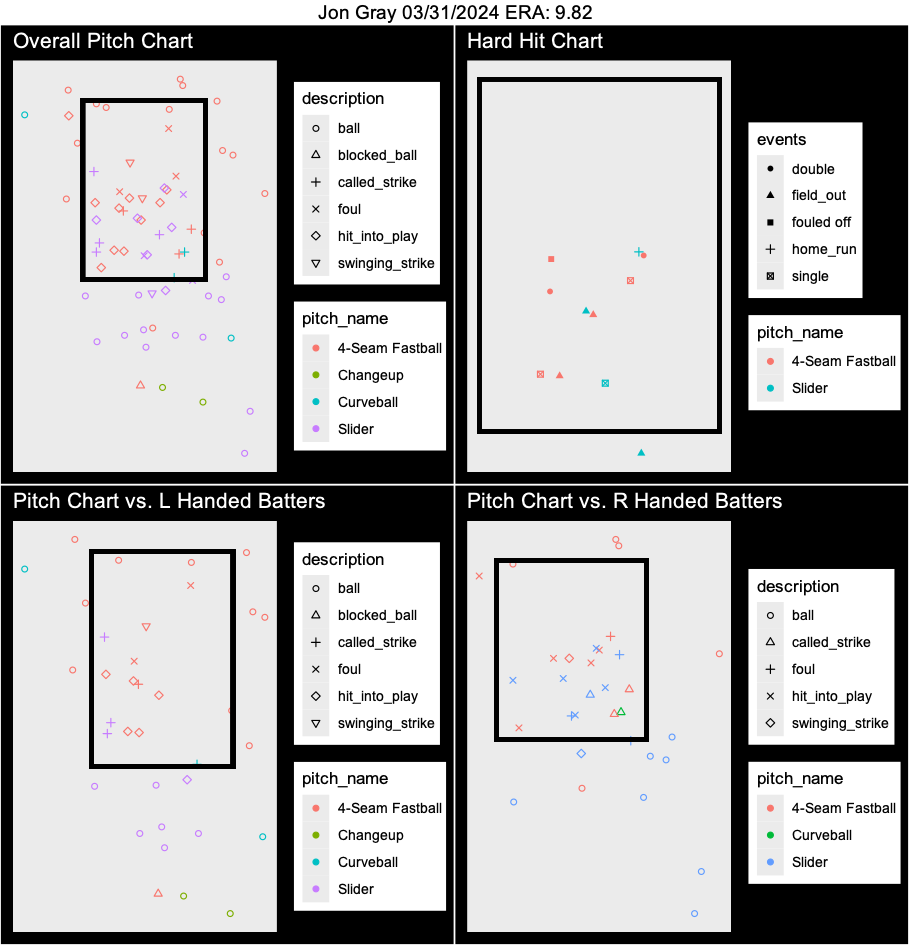 Jon Gray 03/31/2024 ERA: 9.82
Overall Pitch Chart
description
ball
blocked_ball
called_strike
foul
hit_into_play
swinging_strike
pitch_name
4-Seam Fastball
Changeup
Curveball
Slider
Hard Hit Chart
events
double
field_out
fouled off
home_run
single
pitch_name
4-Seam Fastball
Slider
Pitch Chart vs. L Handed Batters
description
ball
blocked_ball
called_strike
foul
hit_into_play
swinging_strike
pitch_name
4-Seam Fastball
Changeup
Curveball
Slider
Pitch Chart vs. R Handed Batters
description
ball
called_strike
foul
hit_into_play
swinging_strike
pitch_name
4-Seam Fastball
Curveball
Slider